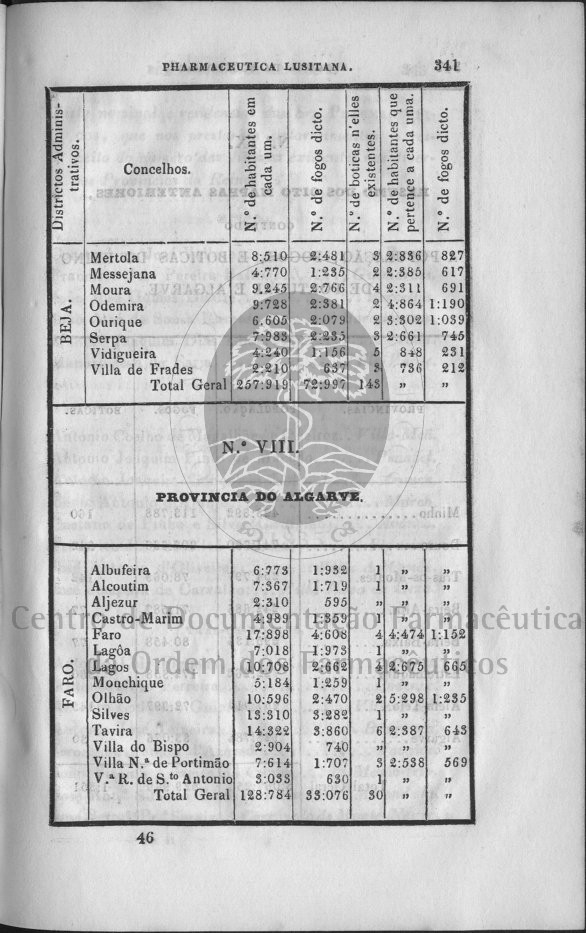 PHARMACEUTICA LUSITANA. 341
Districtos Administrativos.
Concelhos.
N.º de habitantes em cada um.
N.º de fogos dicto.
N.º de boticas n'elles existentes.
N.º de habitantes que pertence a cada uma.
N.º de fogos dicto.
BEJA.
Mertola 8:510 2:481 3 2:836 827
Messejana 4:770 1:235 2 2:385 617
Moura 9.245 2:766 4 2:311 691
Odemira 9:728 2:381 2 4:864 1:190
Ourique 6.605 2:079 2 3:302 1:039
Serpa 7:983 2:235 3 2:661 745
Vidigueira 4:240 1:156 5 848 231
Villa de Frades 2:210 637 3 736 212
Total Geral 257:919 72:997 143 » »
N.º VIII.
PROVINCIA DO ALGARVE.
FARO.
Albufeira 6:773 1:932 1 » »
Alcoutim 7:367 1:719 1 » »
Aljezur 2:310 595 » » »
Castro-Marim 4:989 1:359 1 » »
Faro 17:898 4:608 4 4:474 1:152
Lagôa 7:018 1:973 1 » »
Lagos 10:708 2:662 4 2:675 665
Monchique 5:184 1:259 1 » »
Olhão 10:596 2:470 2 5:298 1:235
Silves 13:310 3:282 1 » »
Tavira 14:322 3:860 6 2:387 643
Villa do Bispo 2:904 740 » » »
Villa N.ª de Portimão 7:614 1:707 3 2:538 569
V.ª R. de S.to Antonio 3:033 630 1 » »
Total Geral 128:784 33:076 30 » »
46
Centro de Documentação Farmacêutica
da Ordem dos Farmacêuticos